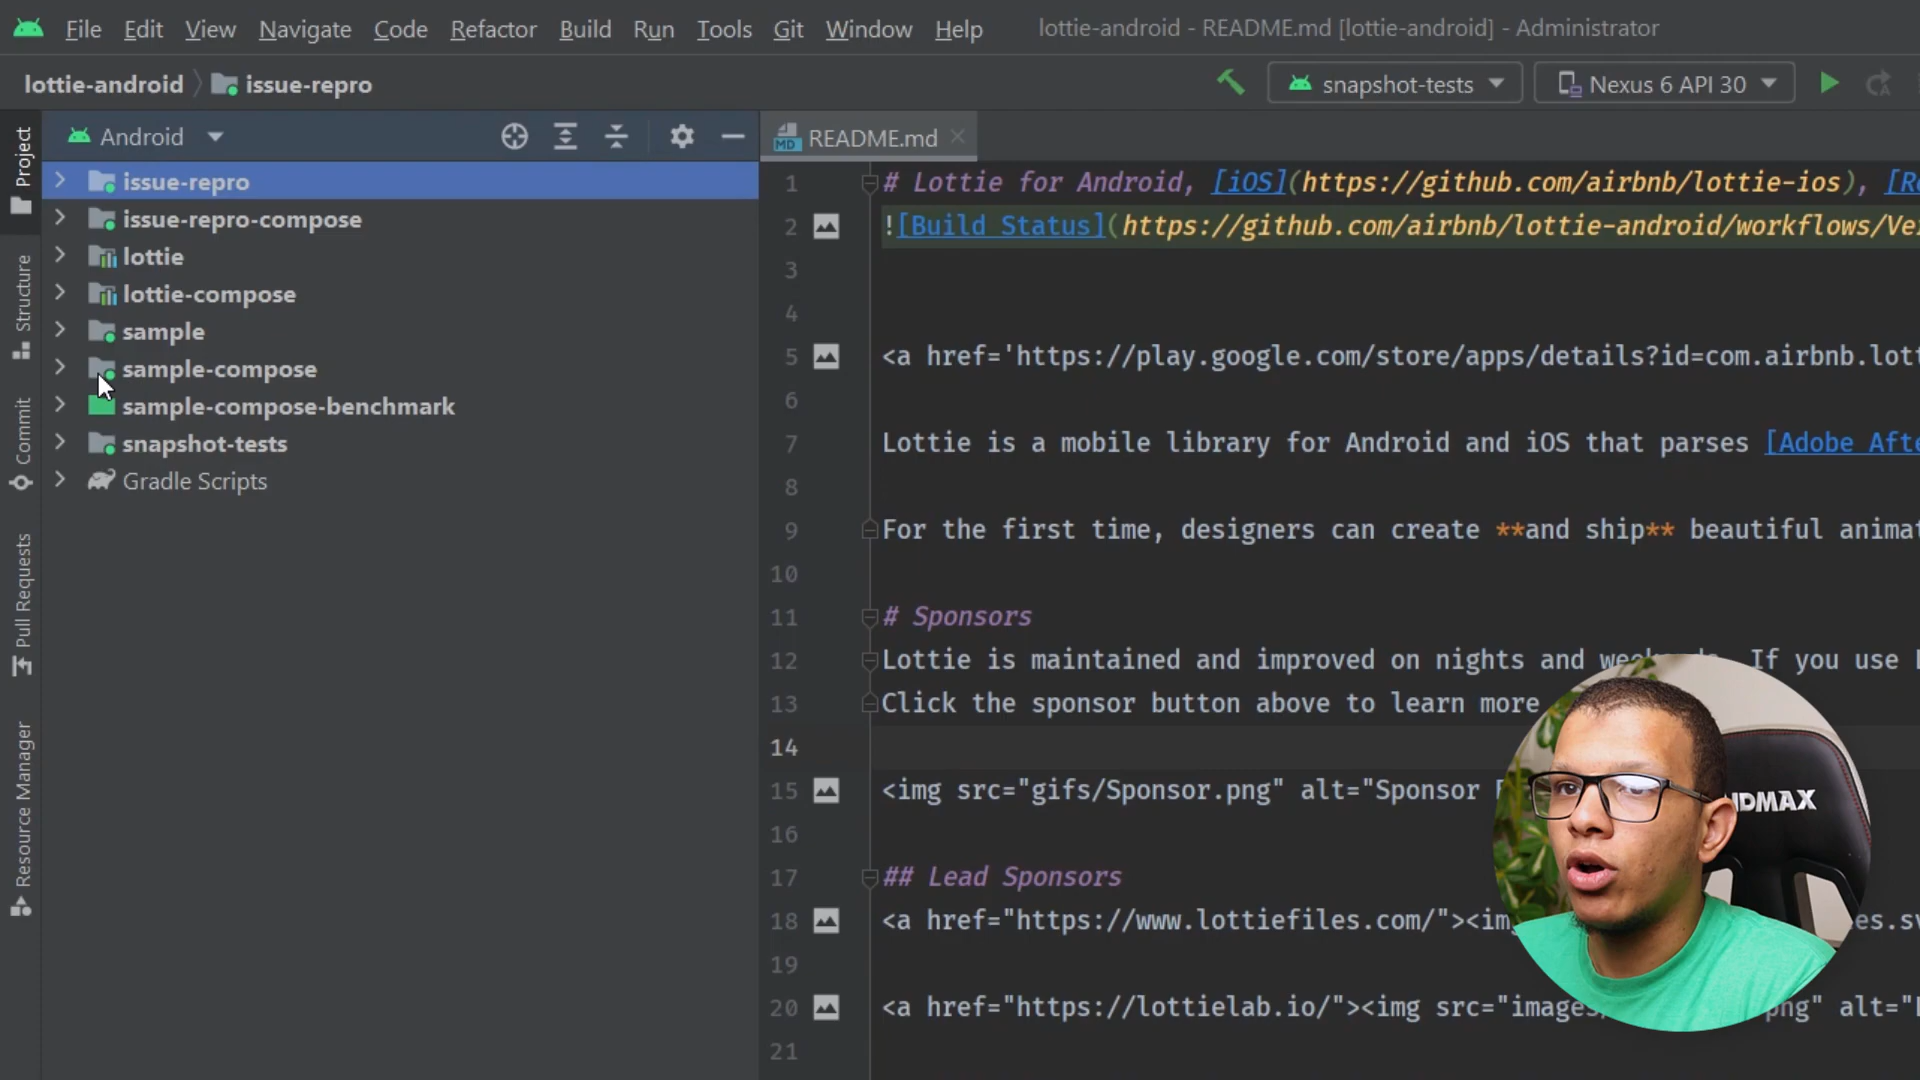 File Edit View Navigate Code Refactor Build Run Tools Git Window Help lottie-android - README.md [lottie-android] - Administrator
lottie-android issue-repro snapshot-tests Nexus 6 API 30
Project
Structure
Commit
Pull Requests
Resource Manager
Android
issue-repro
issue-repro-compose
lottie
lottie-compose
sample
sample-compose
sample-compose-benchmark
snapshot-tests
Gradle Scripts
MD README.md
1 # Lottie for Android, [iOS](https://github.com/airbnb/lottie-ios),
2 ![Build Status](https://github.com/airbnb/lottie-android/workflows/
3
4
5 <a href='https://play.google.com/store/apps/details?id=com.airbnb.
6
7 Lottie is a mobile library for Android and iOS that parses [Adobe
8
9 For the first time, designers can create **and ship** beautiful
10
11 # Sponsors
12 Lottie is maintained and improved on nights and If you use
13 Click the sponsor button above to learn more
14
15 <img src="gifs/Sponsor.png" alt="Sponsor
16
17 ## Lead Sponsors
18 <a href="https://www.lottiefiles.com/">
19
20 <a href="https://lottielab.io/"><img src="images png" alt="
21